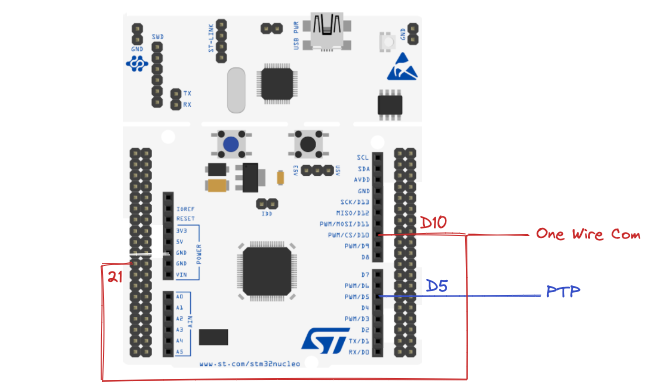 GND
SWD
ST-LINK
USB PWR
GND
TX
RX
IDD
SCL
SDA
AVDD
GND
SCK/D13
MISO/D12
PWM/MOSI/D11
PWM/CS/D10
PWM/D9
D8
D7
PWM/D6
PWM/D5
D4
PWM/D3
D2
TX/D1
RX/D0
IOREF
RESET
3V3
5V
GND
GND
VIN
POWER
A0
A1
A2
A3
A4
A5
AIN
ST
www.st.com/stm32nucleo
D10
One Wire Com
D5
PTP
21